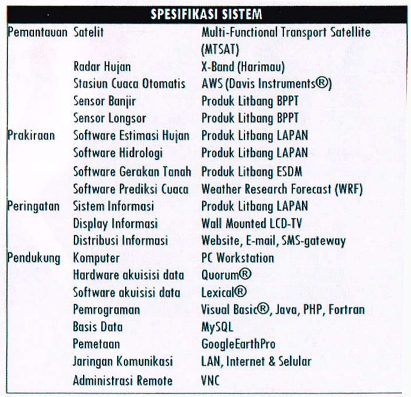 SPESIFIKASI SISTEM
Pemantauan Satelit Multi-Functional Transport Satellite
(MTSAT)
Radar Hujan X-Band (Harimau)
Stasiun Cuaca Otomatis AWS (Davis Instruments®)
Sensor Banjir Produk Litbang BPPT
Sensor Longsor Produk Litbang BPPT
Prakiraan Software Estimasi Hujan Produk Litbang LAPAN
Software Hidrologi Produk Litbang LAPAN
Software Gerakan Tanah Produk Litbang ESDM
Software Prediksi Cuaca Weather Research Forecast (WRF)
Peringatan Sistem Informasi Produk Litbang LAPAN
Display Informasi Wall Mounted LCD-TV
Distribusi Informasi Website, E-mail, SMS-gateway
Pendukung Komputer PC Workstation
Hardware akuisisi data Quorum®
Software akuisisi data Lexical®
Pemrograman Visual Basic®, Java, PHP, Fortran
Basis Data MySQL
Pemetaan GoogleEarthPro
Jaringan Komunikasi LAN, Internet & Selular
Administrasi Remote VNC